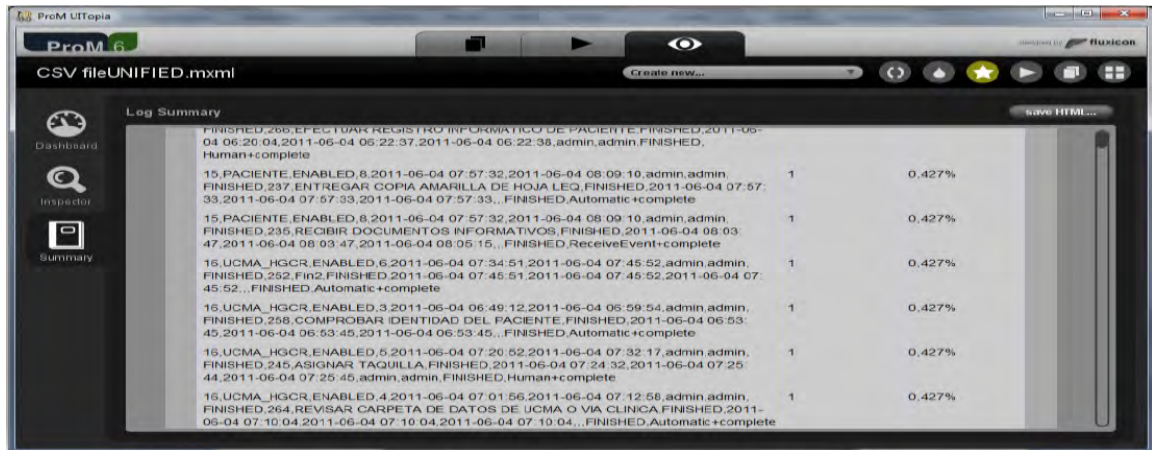 ProM UITopia
ProM 6
fluxicon
CSV fileUNIFIED.mxml
Create new...
Dashboard
Inspector
Summary
Log Summary
save HTML...
FINISHED,266,EFECTUAR REGISTRO INFORMATICO DE PACIENTE,FINISHED,2011-06-
04 06:20:04,2011-06-04 06:22:37,2011-06-04 06:22:38,admin,admin,FINISHED,
Human+complete
15,PACIENTE,ENABLED,8,2011-06-04 07:57:32,2011-06-04 08:09:10,admin,admin, 1 0,427%
FINISHED,237,ENTREGAR COPIA AMARILLA DE HOJA LEQ,FINISHED,2011-06-04 07:57:
33,2011-06-04 07:57:33,2011-06-04 07:57:33,,,FINISHED,Automatic+complete
15,PACIENTE,ENABLED,8,2011-06-04 07:57:32,2011-06-04 08:09:10,admin,admin, 1 0,427%
FINISHED,235,RECIBIR DOCUMENTOS INFORMATIVOS,FINISHED,2011-06-04 08:03:
47,2011-06-04 08:03:47,2011-06-04 08:05:15,,,FINISHED,ReceiveEvent+complete
16,UCMA_HGCR,ENABLED,6,2011-06-04 07:34:51,2011-06-04 07:45:52,admin,admin, 1 0,427%
FINISHED,252,Fin2,FINISHED,2011-06-04 07:45:51,2011-06-04 07:45:52,2011-06-04 07:
45:52,,,FINISHED,Automatic+complete
16,UCMA_HGCR,ENABLED,3,2011-06-04 06:49:12,2011-06-04 06:59:54,admin,admin, 1 0,427%
FINISHED,258,COMPROBAR IDENTIDAD DEL PACIENTE,FINISHED,2011-06-04 06:53:
45,2011-06-04 06:53:45,2011-06-04 06:53:45,,,FINISHED,Automatic+complete
16,UCMA_HGCR,ENABLED,5,2011-06-04 07:20:52,2011-06-04 07:32:17,admin,admin, 1 0,427%
FINISHED,245,ASIGNAR TAQUILLA,FINISHED,2011-06-04 07:24:32,2011-06-04 07:25:
44,2011-06-04 07:25:45,admin,admin,FINISHED,Human+complete
16,UCMA_HGCR,ENABLED,4,2011-06-04 07:01:56,2011-06-04 07:12:58,admin,admin, 1 0,427%
FINISHED,264,REVISAR CARPETA DE DATOS DE UCMA O VIA CLINICA,FINISHED,2011-
06-04 07:10:04,2011-06-04 07:10:04,2011-06-04 07:10:04,,,FINISHED,Automatic+complete